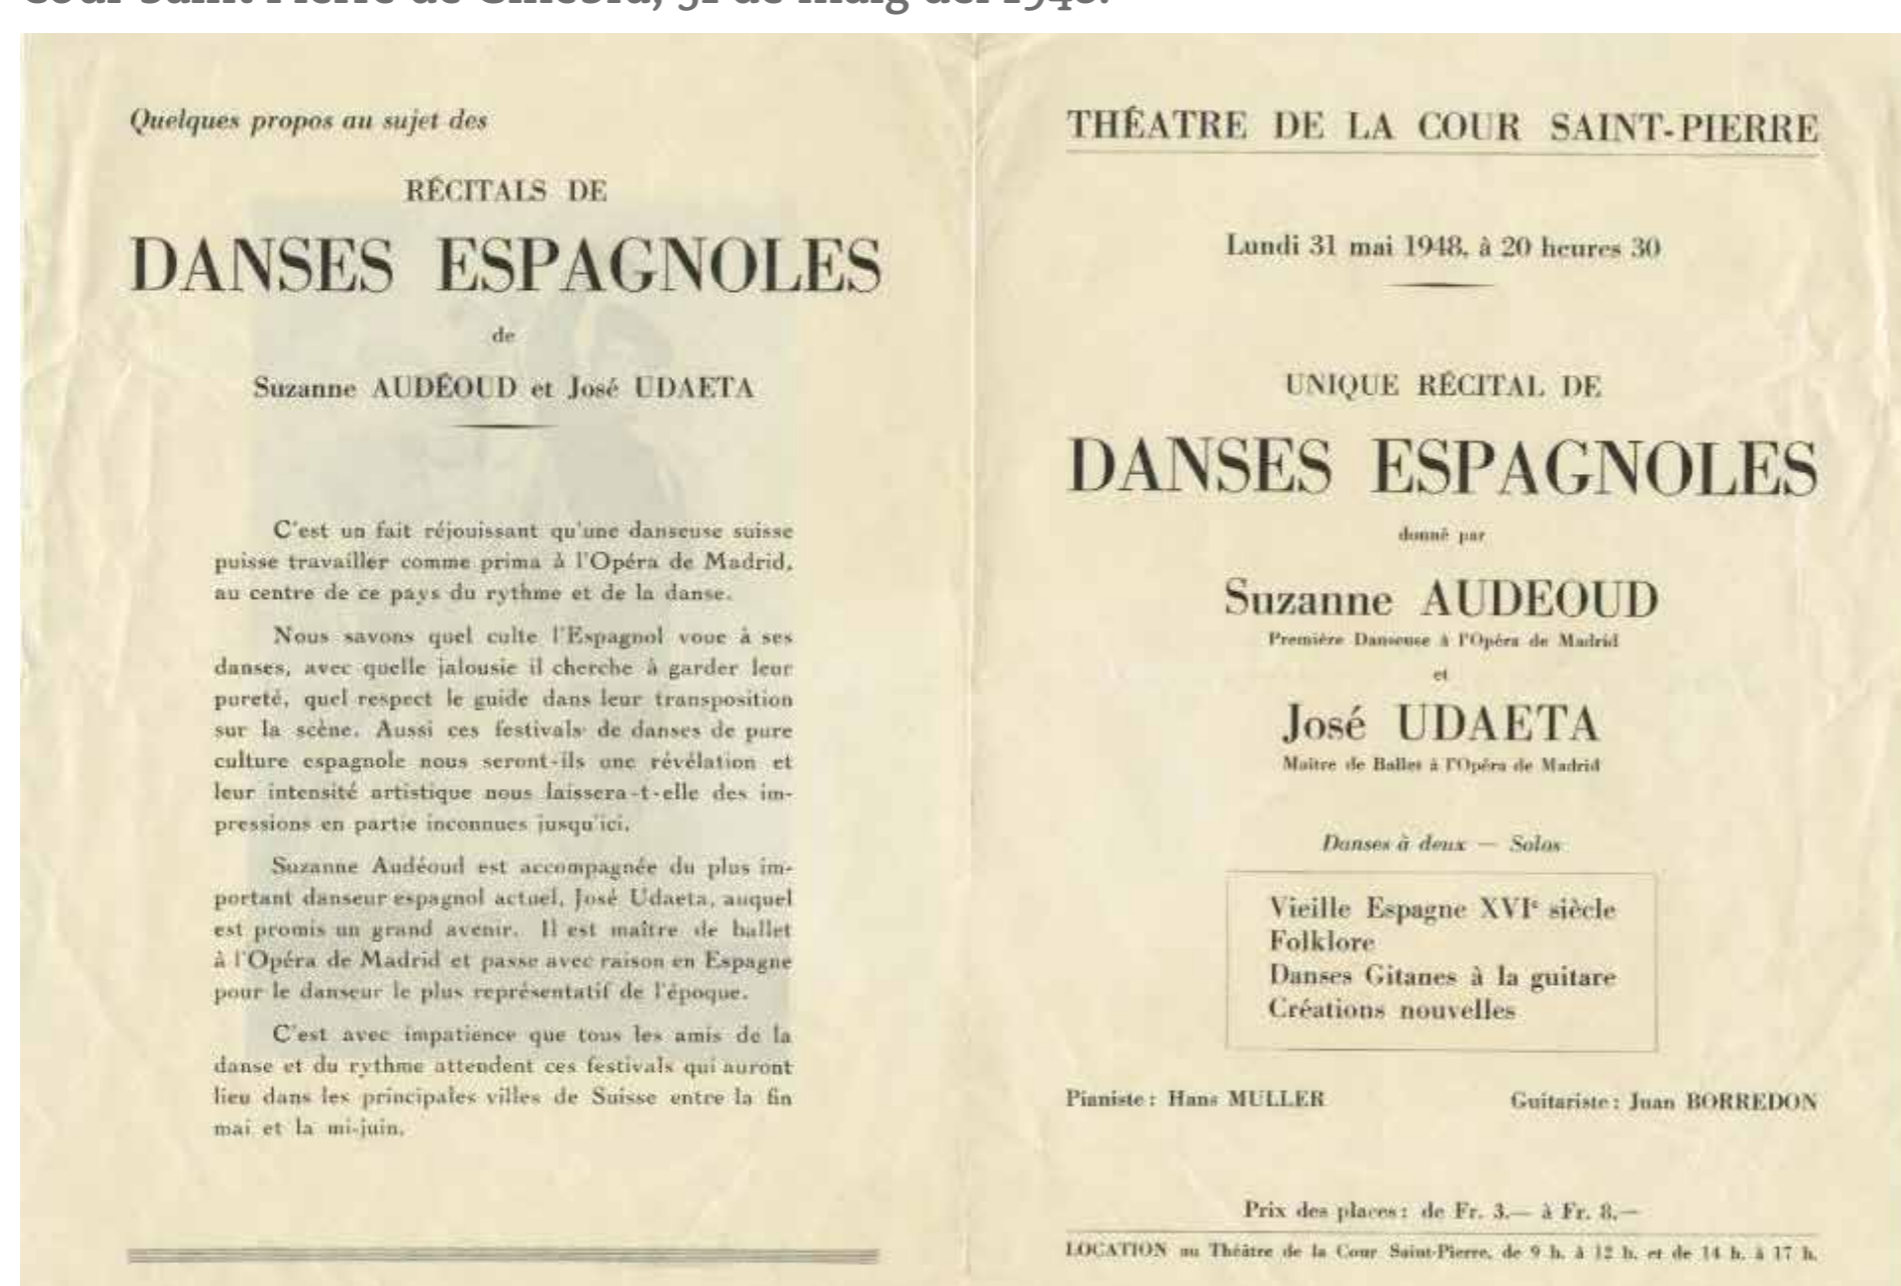 Cour Saint-Pierre de Ginebra, 31 de maig del 1948.
Quelques propos au sujet des
RÉCITALS DE
DANSES ESPAGNOLES
de
Suzanne AUDÉOUD et José UDAETA
C'est un fait réjouissant qu'une danseuse suisse
puisse travailler comme prima à l'Opéra de Madrid,
au centre de ce pays du rythme et de la danse.
Nous savons quel culte l'Espagnol voue à ses
danses, avec quelle jalousie il cherche à garder leur
pureté, quel respect le guide dans leur transposition
sur la scène. Aussi ces festivals de danses de pure
culture espagnole nous seront-ils une révélation et
leur intensité artistique nous laissera-t-elle des im-
pressions en partie inconnues jusqu'ici.
Suzanne Audéoud est accompagnée du plus im-
portant danseur espagnol actuel, José Udaeta, auquel
est promis un grand avenir. Il est maître de ballet
à l'Opéra de Madrid et passe avec raison en Espagne
pour le danseur le plus représentatif de l'époque.
C'est avec impatience que tous les amis de la
danse et du rythme attendent ces festivals qui auront
lieu dans les principales villes de Suisse entre la fin
mai et la mi-juin.
THÉATRE DE LA COUR SAINT-PIERRE
Lundi 31 mai 1948, à 20 heures 30
UNIQUE RÉCITAL DE
DANSES ESPAGNOLES
donné par
Suzanne AUDEOUD
Première Danseuse à l'Opéra de Madrid
et
José UDAETA
Maître de Ballet à l'Opéra de Madrid
Danses à deux — Solos
Vieille Espagne XVIe siècle
Folklore
Danses Gitanes à la guitare
Créations nouvelles
Pianiste : Hans MULLER
Guitariste : Juan BORREDON
Prix des places : de Fr. 3.— à Fr. 8.—
LOCATION au Théâtre de la Cour Saint-Pierre, de 9 h. à 12 h. et de 14 h. à 17 h.